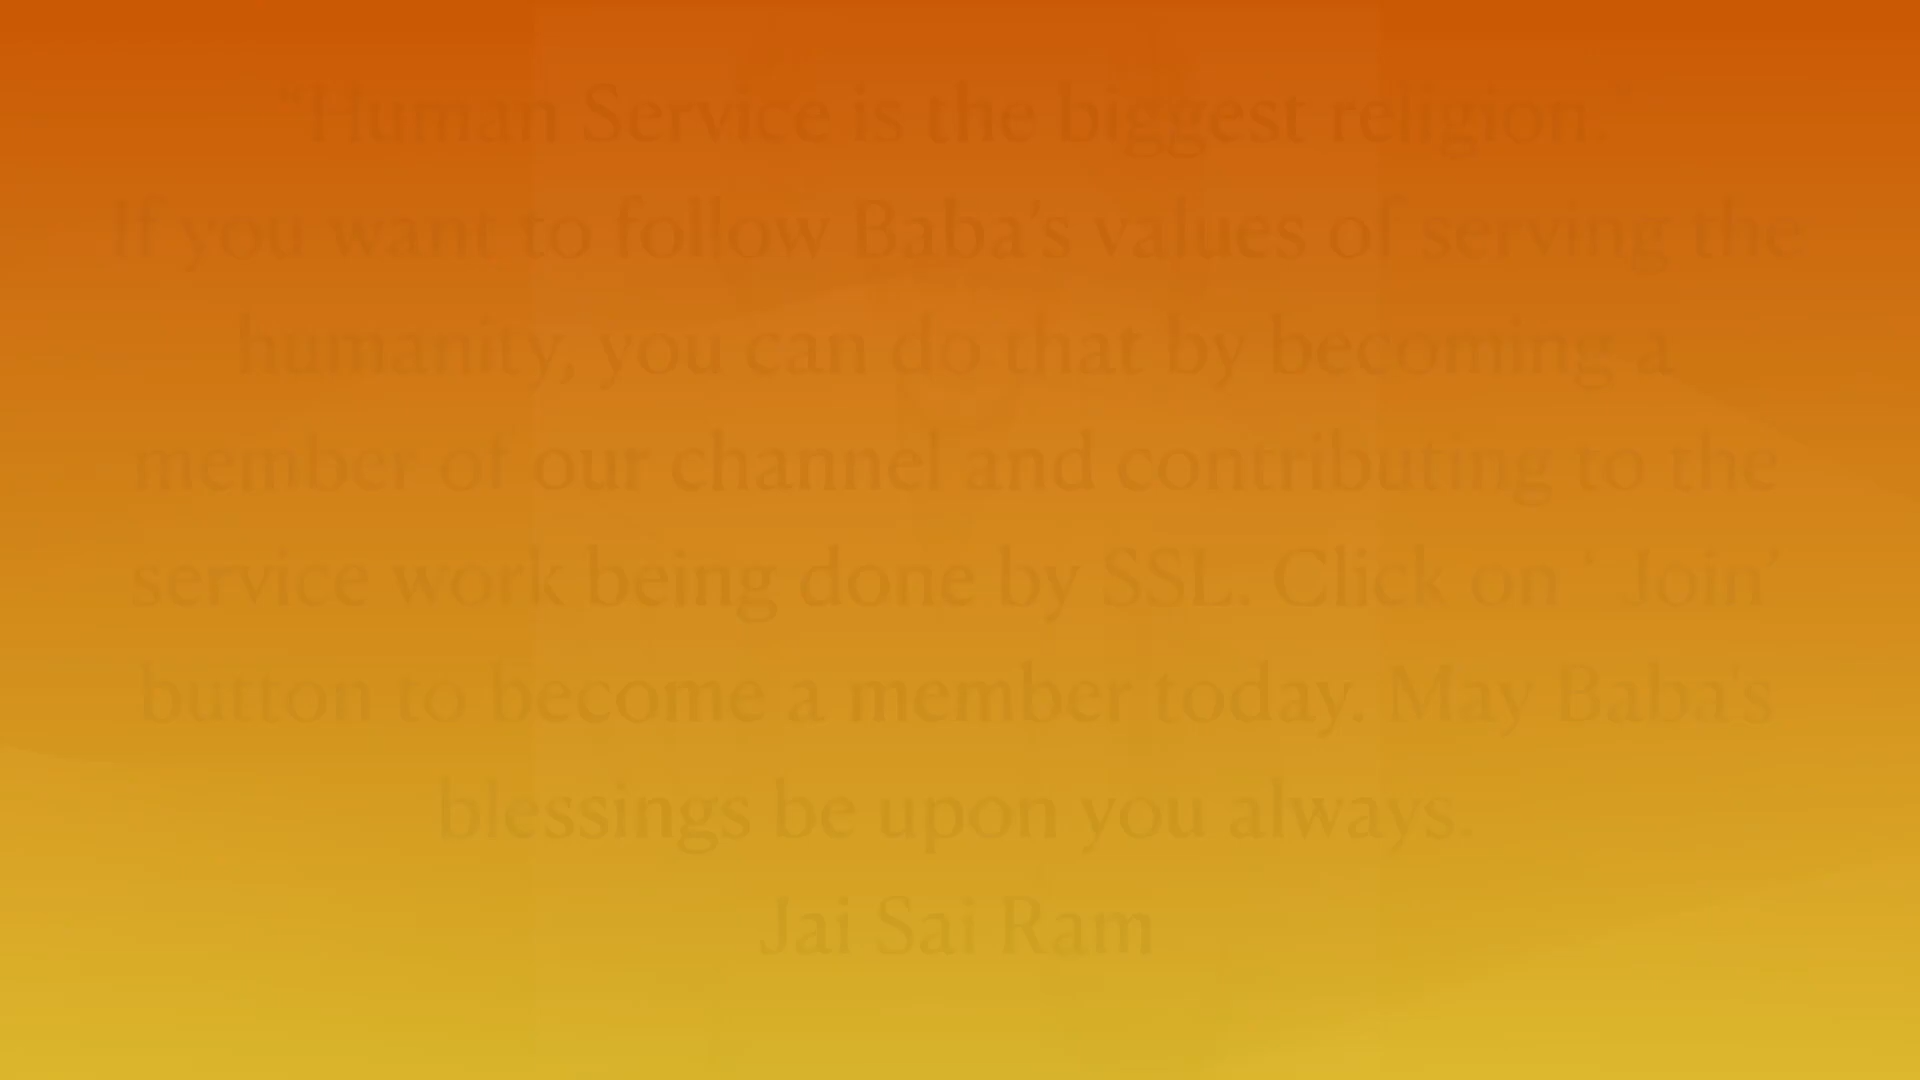 "Human Service is the biggest religion.
If you want to follow Baba's values of serving the
humanity, you can do that by becoming a
member of our channel and contributing to the
service work being done by SSL. Click on ' Join'
button to become a member today. May Baba's
blessings be upon you always.
Jai Sai Ram